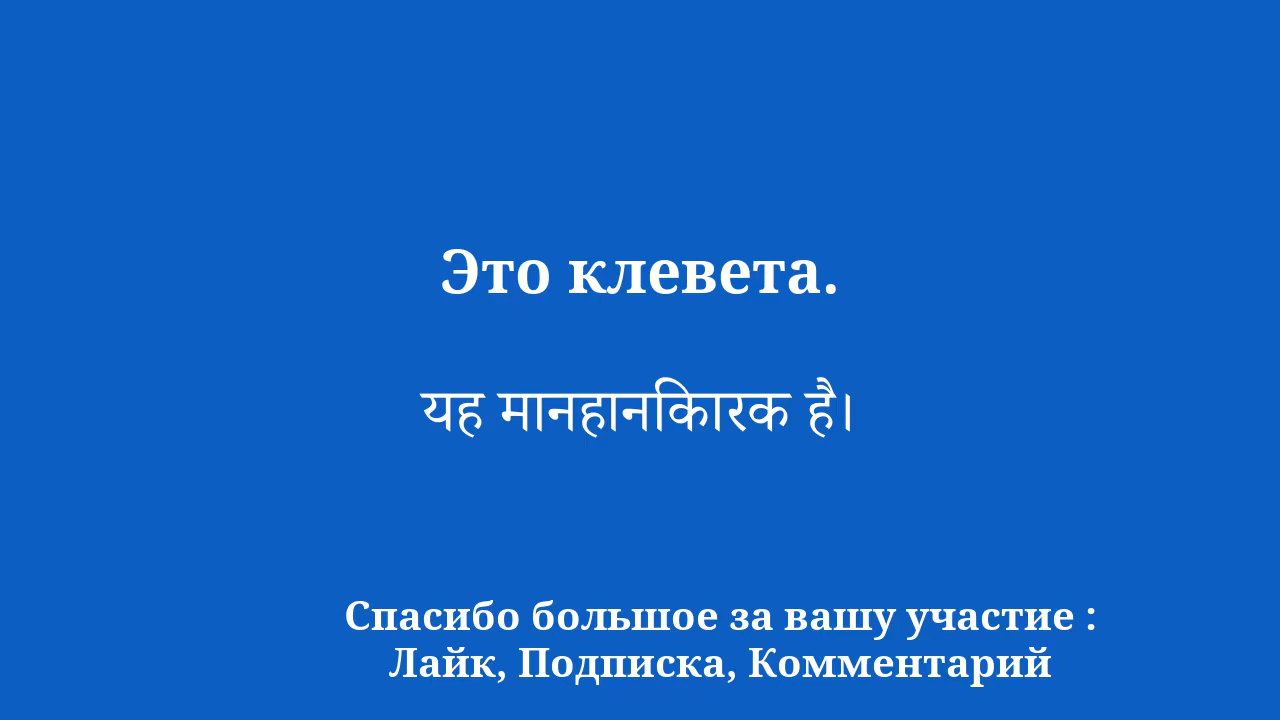 Это клевета.
यह मानहानिकारक है।
Спасибо большое за вашу участие :
Лайк, Подписка, Комментарий